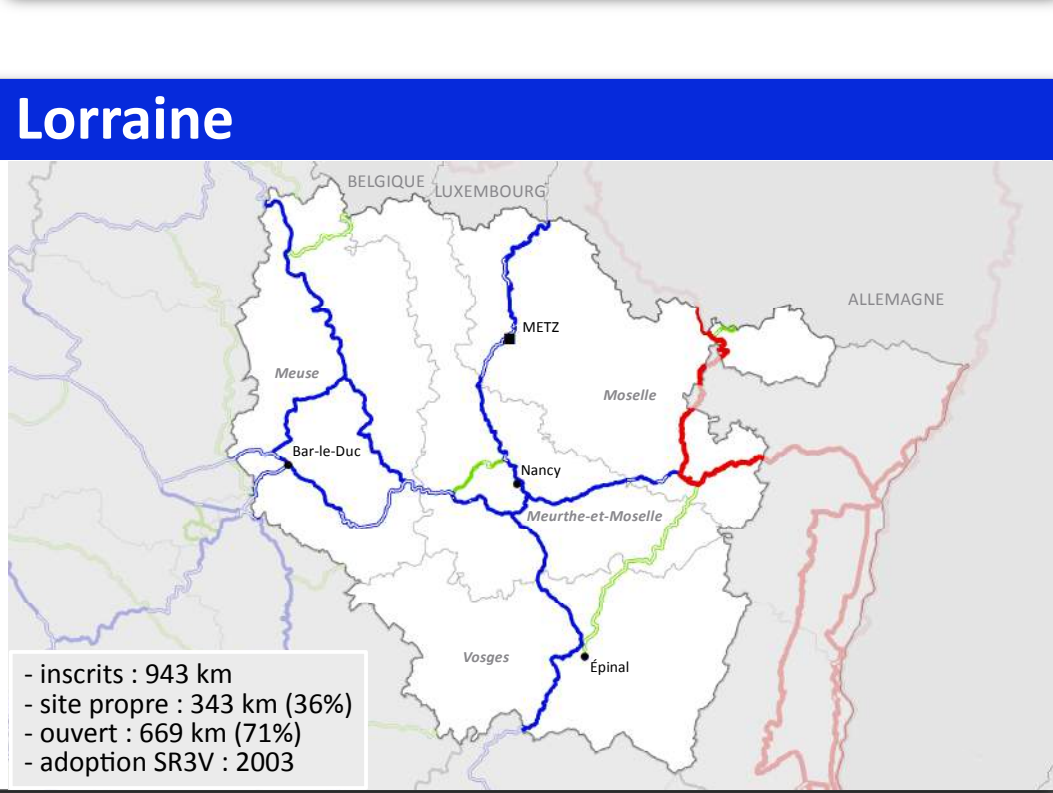 Lorraine
BELGIQUE
LUXEMBOURG
ALLEMAGNE
METZ
Meuse
Moselle
Bar-le-Duc
Nancy
Meurthe-et-Moselle
Vosges
Épinal
- inscrits : 943 km
- site propre : 343 km (36%)
- ouvert : 669 km (71%)
- adoption SR3V : 2003